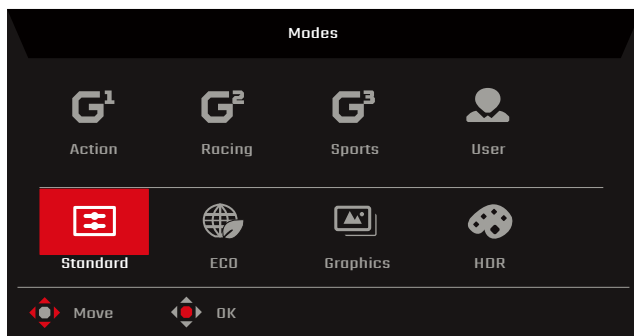 Modes
G1 G2 G3
Action Racing Sports User
Standard ECO Graphics HDR
Move OK